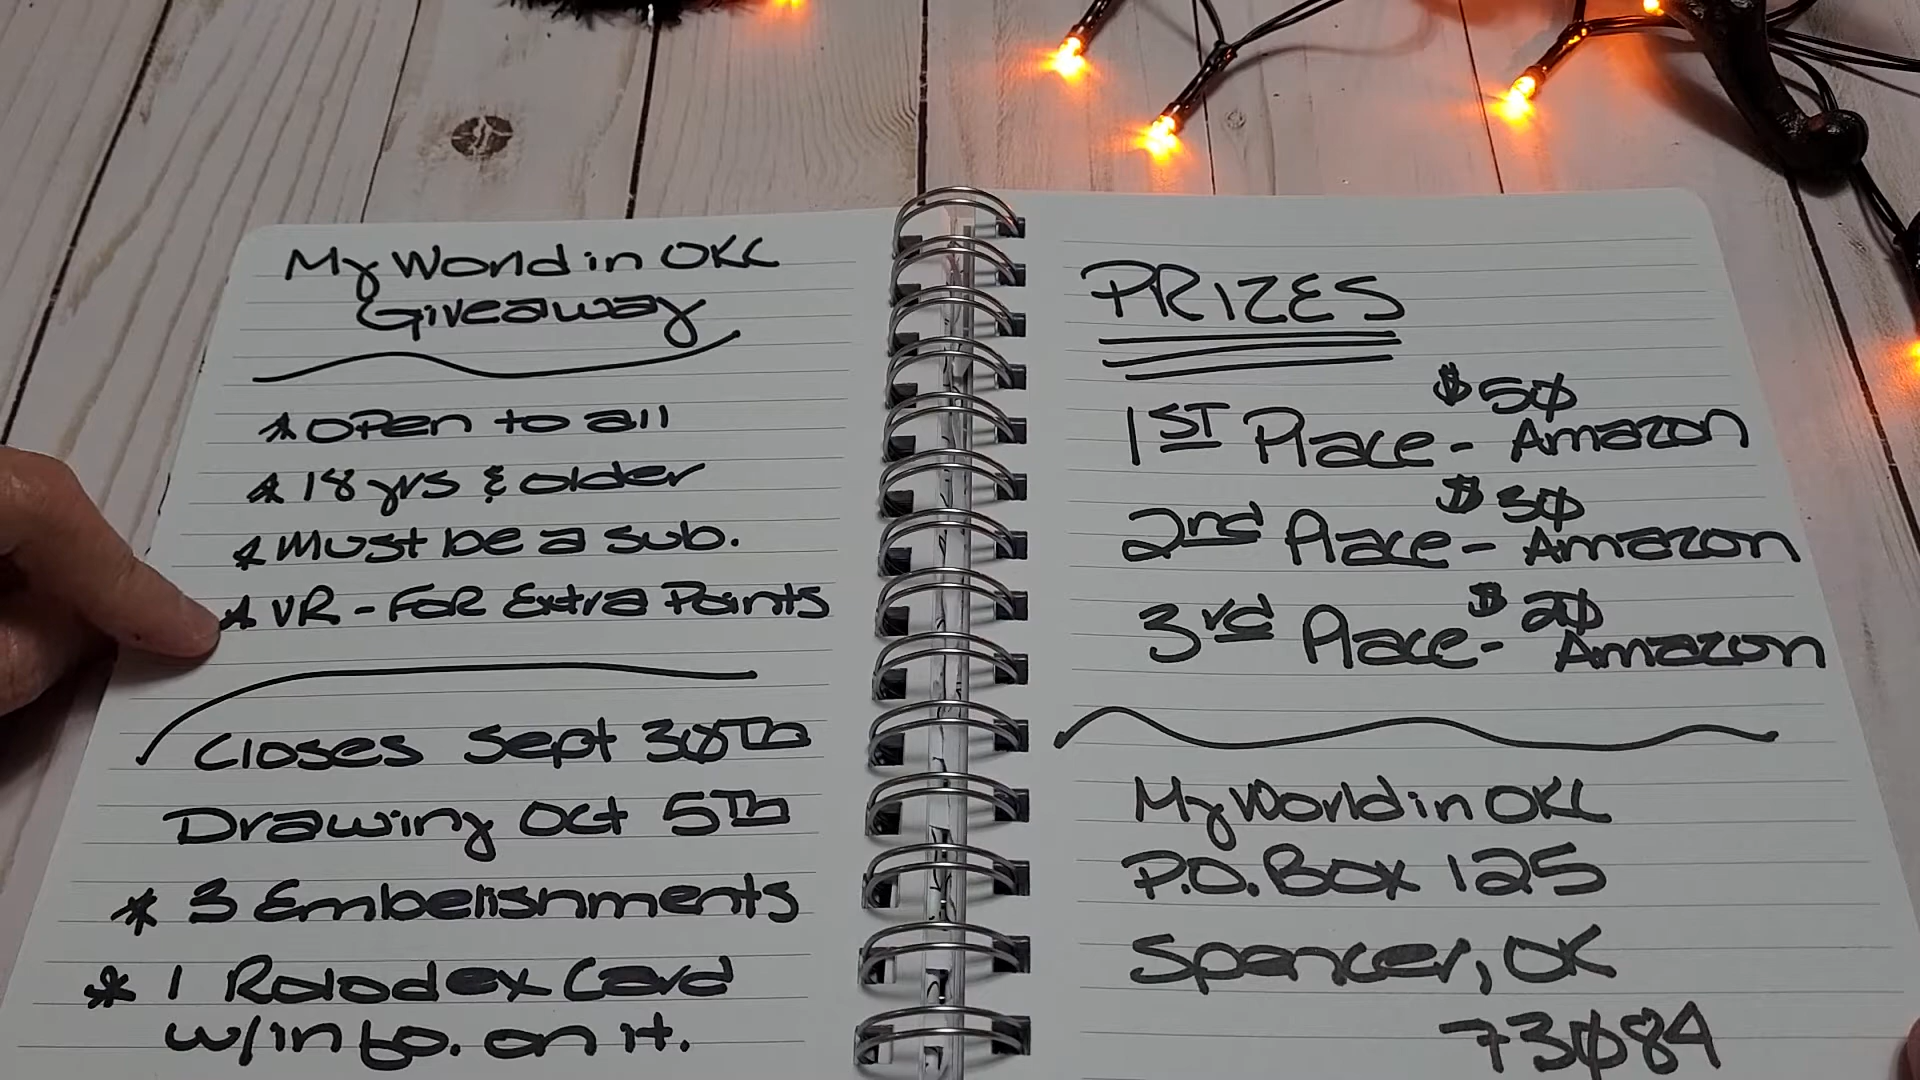 My World in OKC
Giveaway
* Open to all
* 18 yrs & older
* Must be a sub.
* VR - For Extra Points
Closes Sept 30th
Drawing Oct 5th
* 3 Embelishments
* 1 Rolodex Card
w/info. on it.
PRIZES
$50
1ST Place - Amazon
$30
2nd Place - Amazon
$20
3rd Place - Amazon
My World in OKC
P.O. Box 125
Spencer, OK
73084